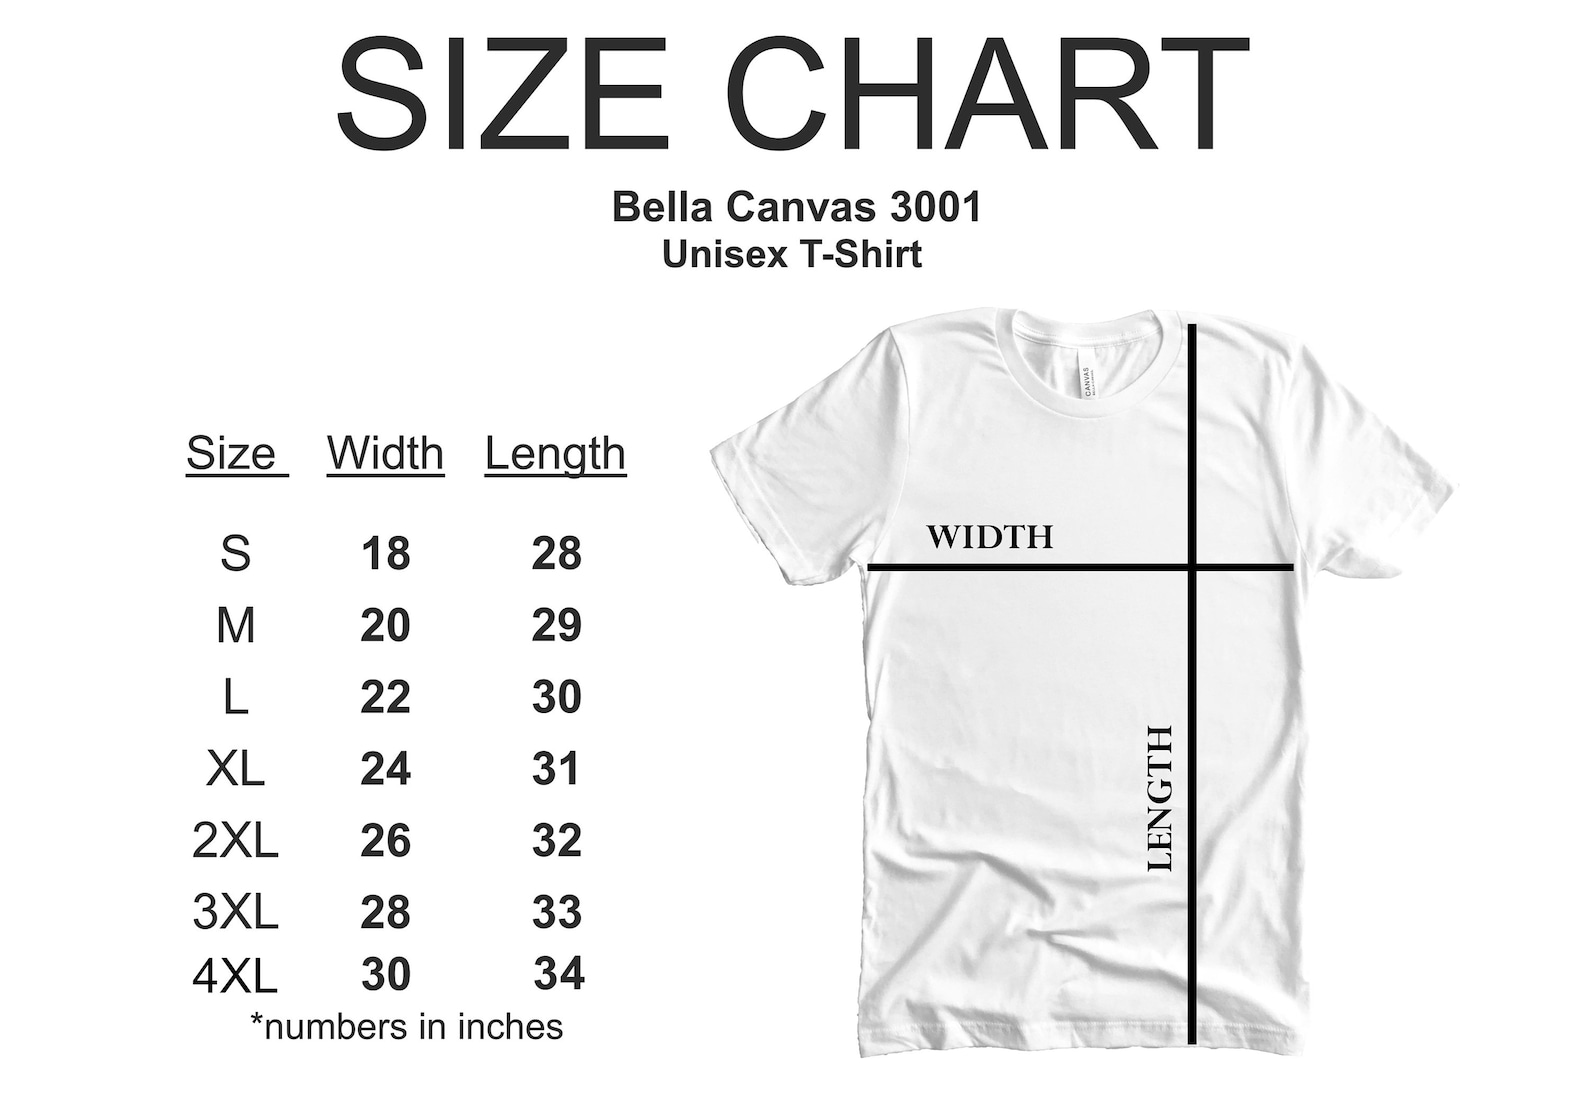 SIZE CHART
Bella Canvas 3001
Unisex T-Shirt
Size Width Length
S 18 28
M 20 29
L 22 30
XL 24 31
2XL 26 32
3XL 28 33
4XL 30 34
*numbers in inches
CANVAS
WIDTH
LENGTH